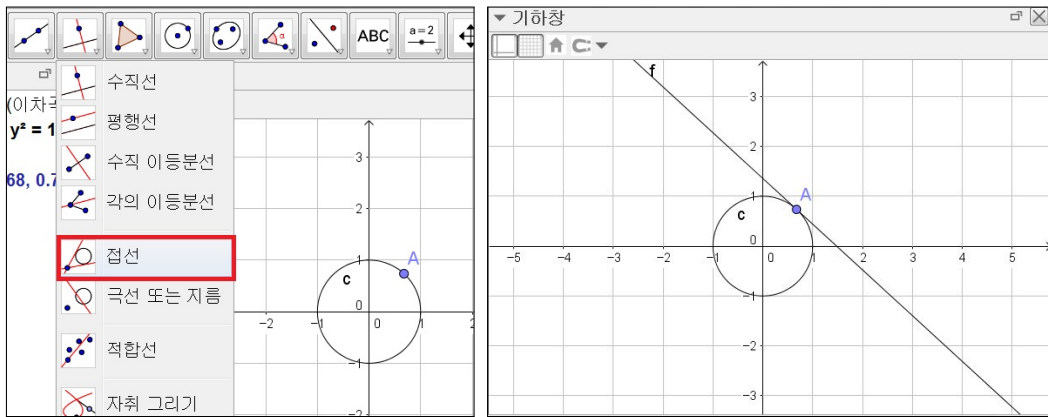 ABC
a=2
수직선
(이차곡
평행선
y² = 1
수직 이등분선
68, 0.7
각의 이등분선
접선
극선 또는 지름
적합선
자취 그리기
3
2
1
0
-2
-1
0
1
2
-1
-2
A
c
기하창
f
3
2
1
A
c
0
-5
-4
-3
-2
-1
0
1
2
3
4
5
-1
-2
-3